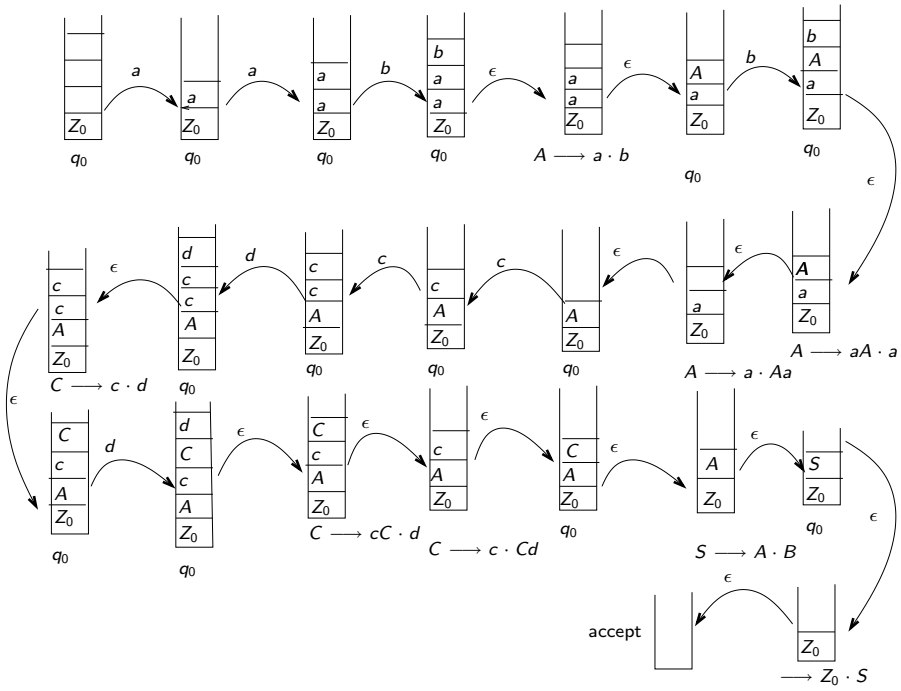 b
b A
a a b ϵ ϵ b
a a a A a
a a a a a
Z₀ Z₀ Z₀ Z₀ Z₀ Z₀ Z₀
q₀ q₀ q₀ q₀ A ⟶ a · b q₀ q₀
ϵ
ϵ d c c ϵ ϵ
d c A
c c c c a a
c c A A A Z₀
A A Z₀ Z₀ Z₀ Z₀
Z₀ Z₀
q₀ q₀ q₀ q₀ A ⟶ a · Aa A ⟶ aA · a
C ⟶ c · d
ϵ
d ϵ ϵ ϵ ϵ ϵ
C d C c C A S
c C c A A Z₀ Z₀
A c A Z₀ Z₀
Z₀ A Z₀
Z₀
q₀ q₀ C ⟶ cC · d C ⟶ c · Cd q₀ S ⟶ A · B q₀
ϵ
ϵ
accept Z₀
⟶ Z₀ · S